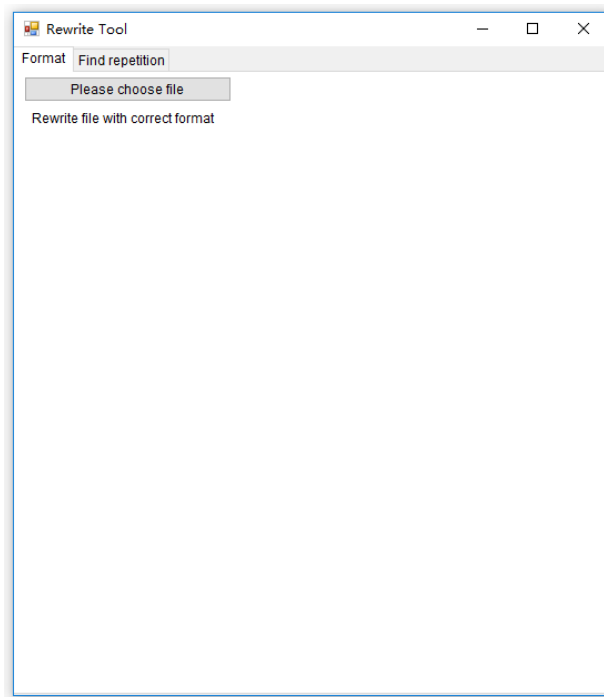 Rewrite Tool
Format Find repetition
Please choose file
Rewrite file with correct format